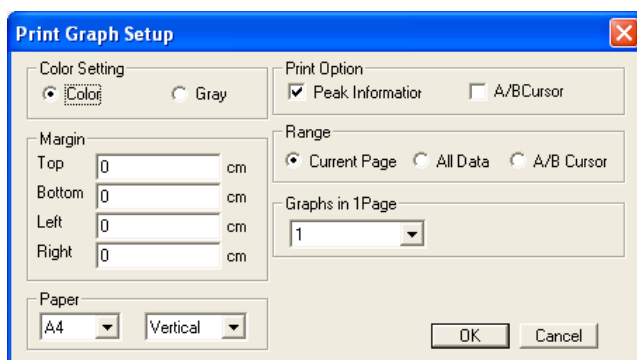 Print Graph Setup
Color Setting
Color
Gray
Print Option
Peak Informatior
A/BCursor
Margin
Top 0 cm
Bottom 0 cm
Left 0 cm
Right 0 cm
Range
Current Page
All Data
A/B Cursor
Graphs in 1Page
1
Paper
A4
Vertical
OK
Cancel